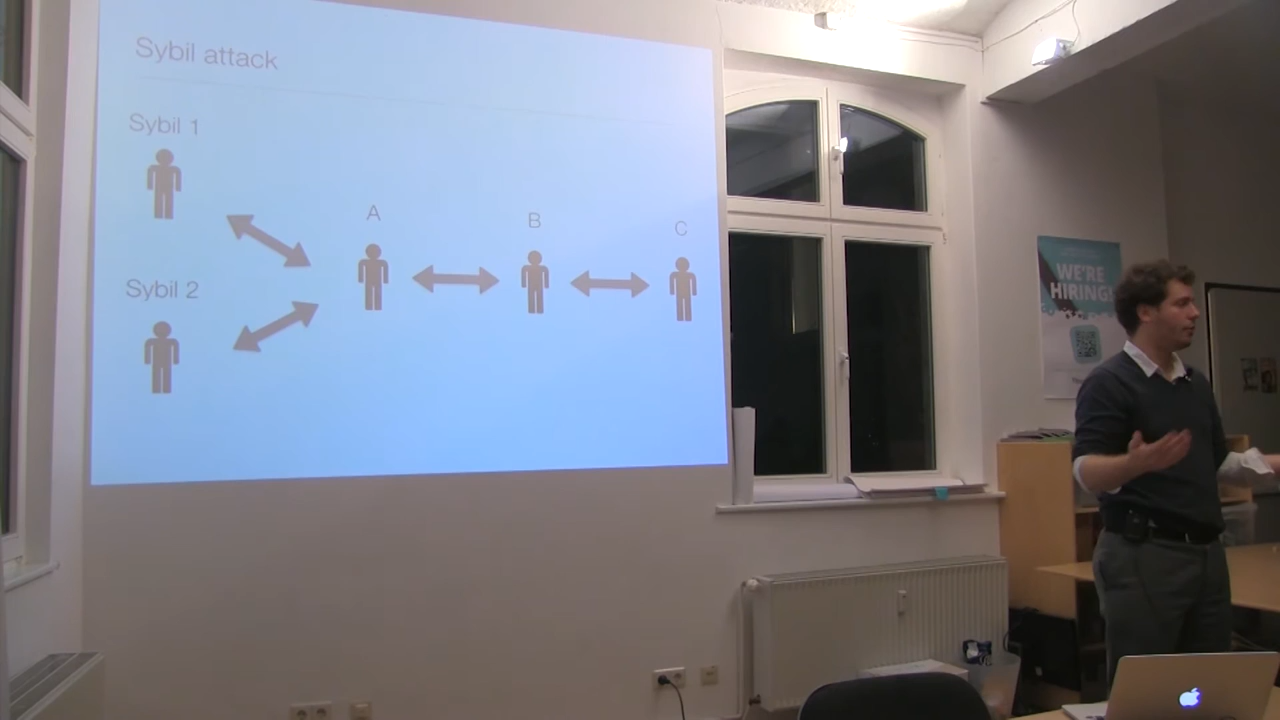 Sybil attack
Sybil 1
A
B
C
Sybil 2
WE'RE
HIRING!